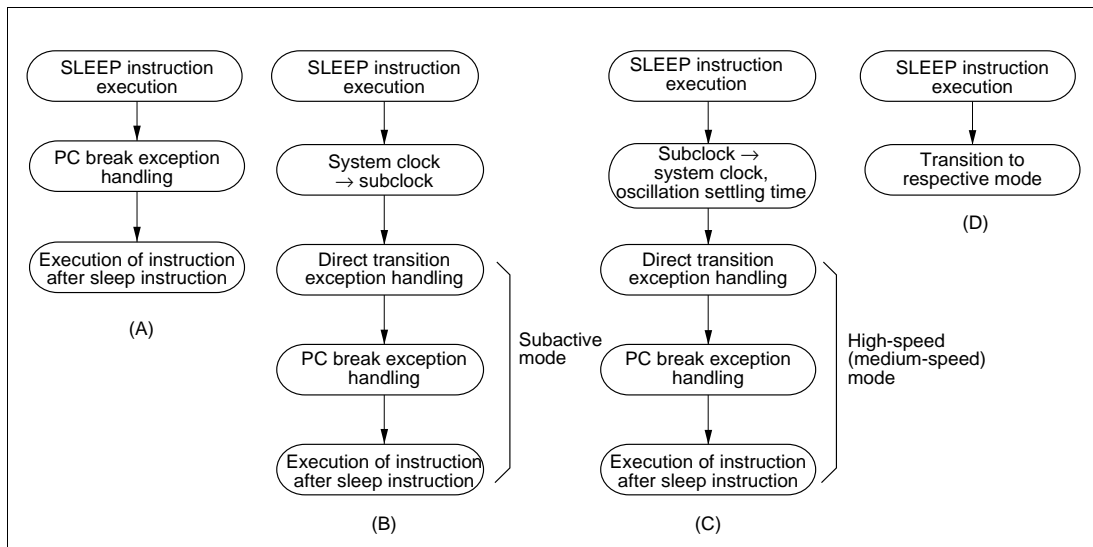 SLEEP instruction
execution
PC break exception
handling
Execution of instruction
after sleep instruction
(A)
SLEEP instruction
execution
System clock
→ subclock
Direct transition
exception handling
PC break exception
handling
Execution of instruction
after sleep instruction
Subactive
mode
(B)
SLEEP instruction
execution
Subclock →
system clock,
oscillation settling time
Direct transition
exception handling
PC break exception
handling
Execution of instruction
after sleep instruction
High-speed
(medium-speed)
mode
(C)
SLEEP instruction
execution
Transition to
respective mode
(D)